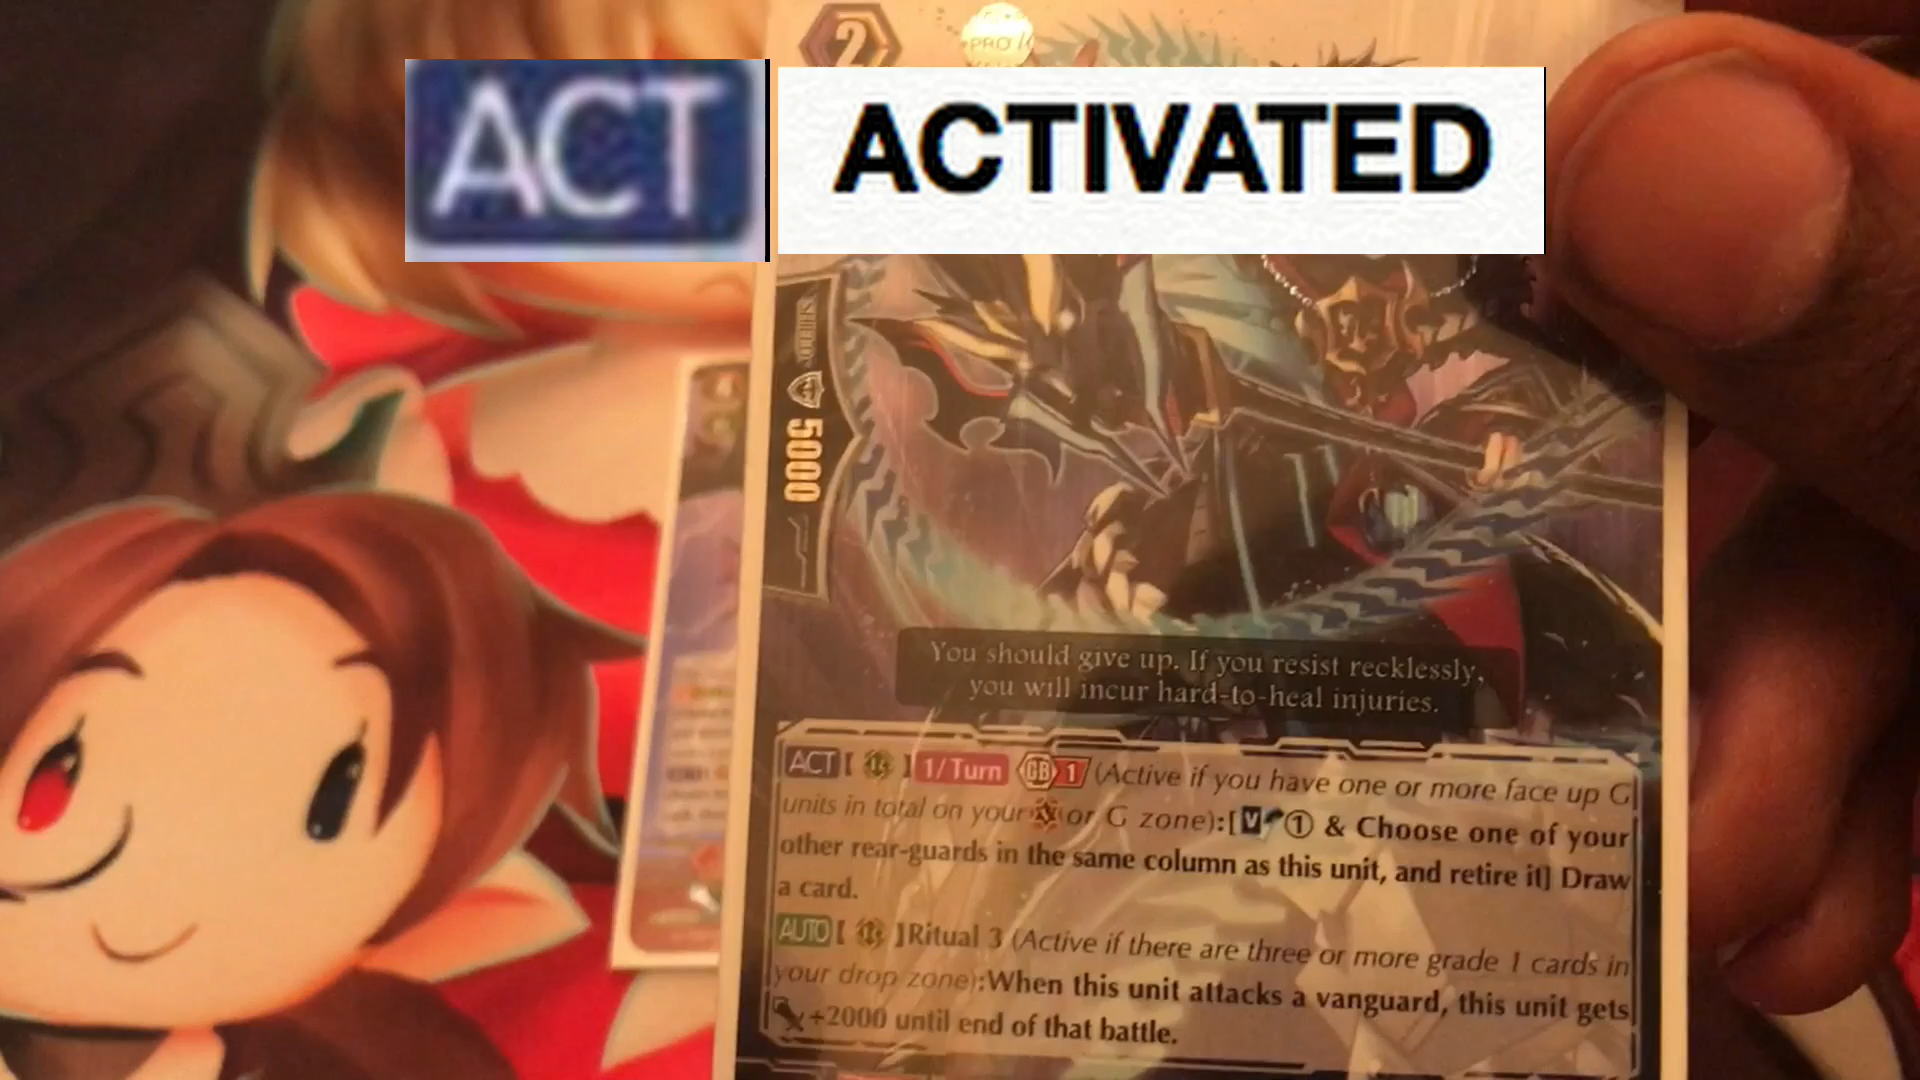 2
PRO
ACT ACTIVATED
SHIELD
5000
You should give up. If you resist recklessly,
you will incur hard-to-heal injuries.
ACT【 】1/Turn GB 1 (Active if you have one or more face up G
units in total on your or G zone):[V ① & Choose one of your
other rear-guards in the same column as this unit, and retire it] Draw
a card.
AUTO【 】Ritual 3 (Active if there are three or more grade 1 cards in
your drop zone):When this unit attacks a vanguard, this unit gets
+2000 until end of that battle.